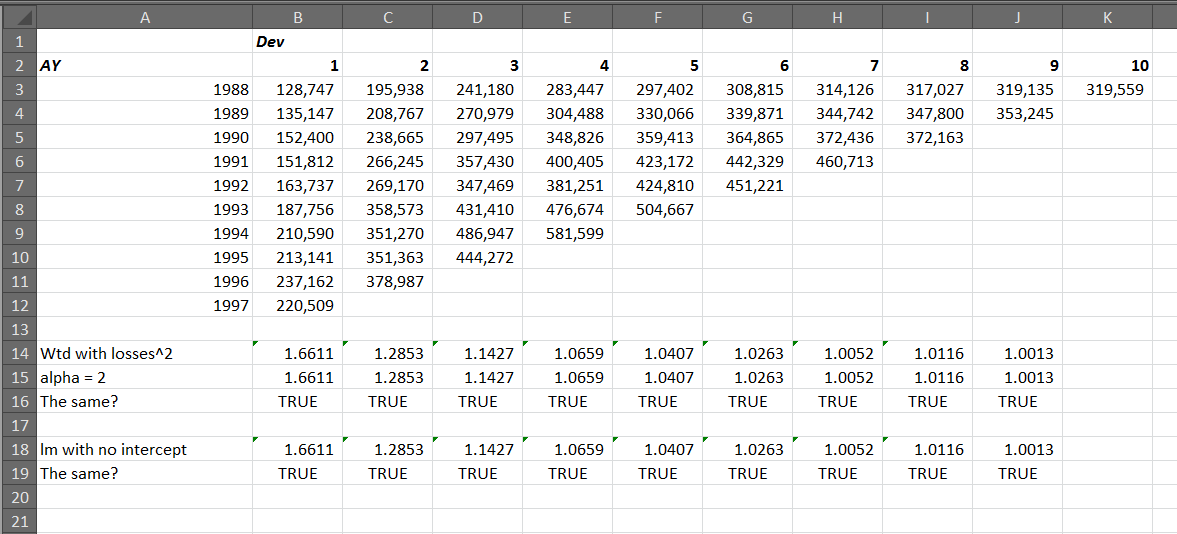 A B C D E F G H I J K
1 Dev
2 AY 1 2 3 4 5 6 7 8 9 10
3 1988 128,747 195,938 241,180 283,447 297,402 308,815 314,126 317,027 319,135 319,559
4 1989 135,147 208,767 270,979 304,488 330,066 339,871 344,742 347,800 353,245
5 1990 152,400 238,665 297,495 348,826 359,413 364,865 372,436 372,163
6 1991 151,812 266,245 357,430 400,405 423,172 442,329 460,713
7 1992 163,737 269,170 347,469 381,251 424,810 451,221
8 1993 187,756 358,573 431,410 476,674 504,667
9 1994 210,590 351,270 486,947 581,599
10 1995 213,141 351,363 444,272
11 1996 237,162 378,987
12 1997 220,509
13
14 Wtd with losses^2 1.6611 1.2853 1.1427 1.0659 1.0407 1.0263 1.0052 1.0116 1.0013
15 alpha = 2 1.6611 1.2853 1.1427 1.0659 1.0407 1.0263 1.0052 1.0116 1.0013
16 The same? TRUE TRUE TRUE TRUE TRUE TRUE TRUE TRUE TRUE
17
18 lm with no intercept 1.6611 1.2853 1.1427 1.0659 1.0407 1.0263 1.0052 1.0116 1.0013
19 The same? TRUE TRUE TRUE TRUE TRUE TRUE TRUE TRUE TRUE
20
21